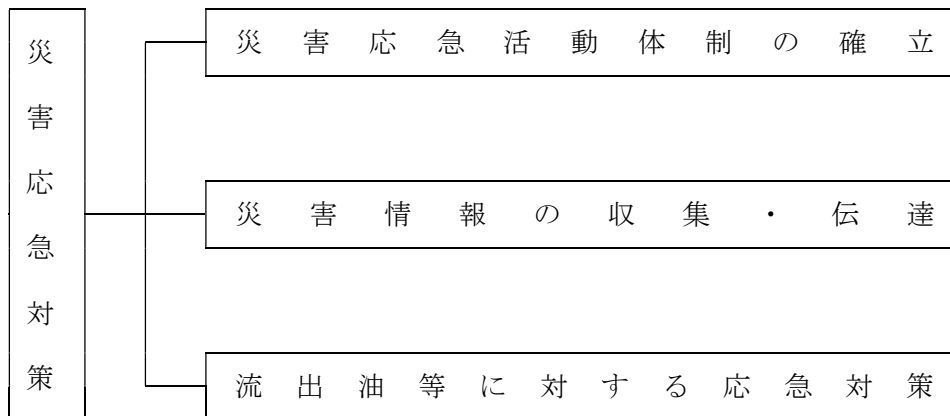 災害応急対策
災害応急活動体制の確立
災害情報の収集・伝達
流出油等に対する応急対策